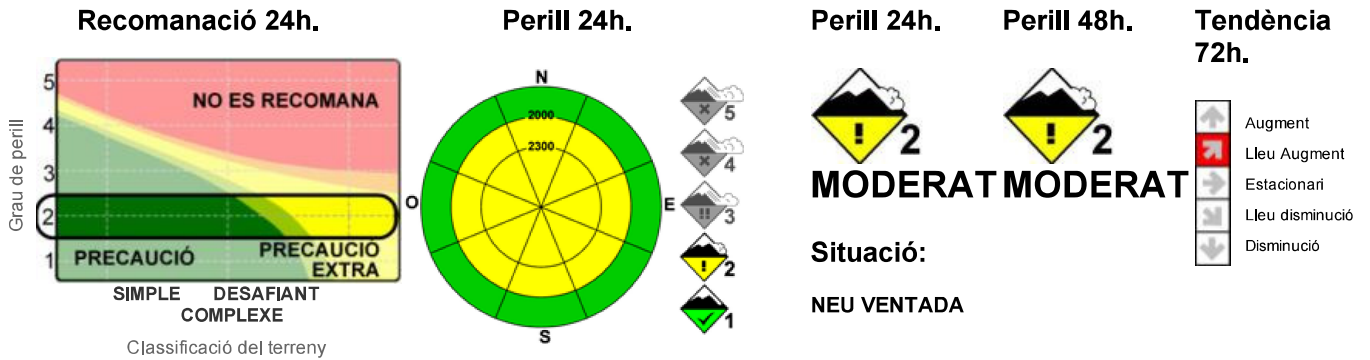 Recomanació 24h.
Perill 24h.
Perill 24h.
Perill 48h.
Tendència
72h.
Grau de perill
5
4
3
2
1
NO ES RECOMANA
PRECAUCIÓ
PRECAUCIÓ
EXTRA
SIMPLE DESAFIANT
COMPLEXE
Classificació del terreny
N
2000
2300
O
E
S
5
4
!! 3
! 2
1
! 2
MODERAT
! 2
MODERAT
Situació:
NEU VENTADA
Augment
Lleu Augment
Estacionari
Lleu disminució
Disminució